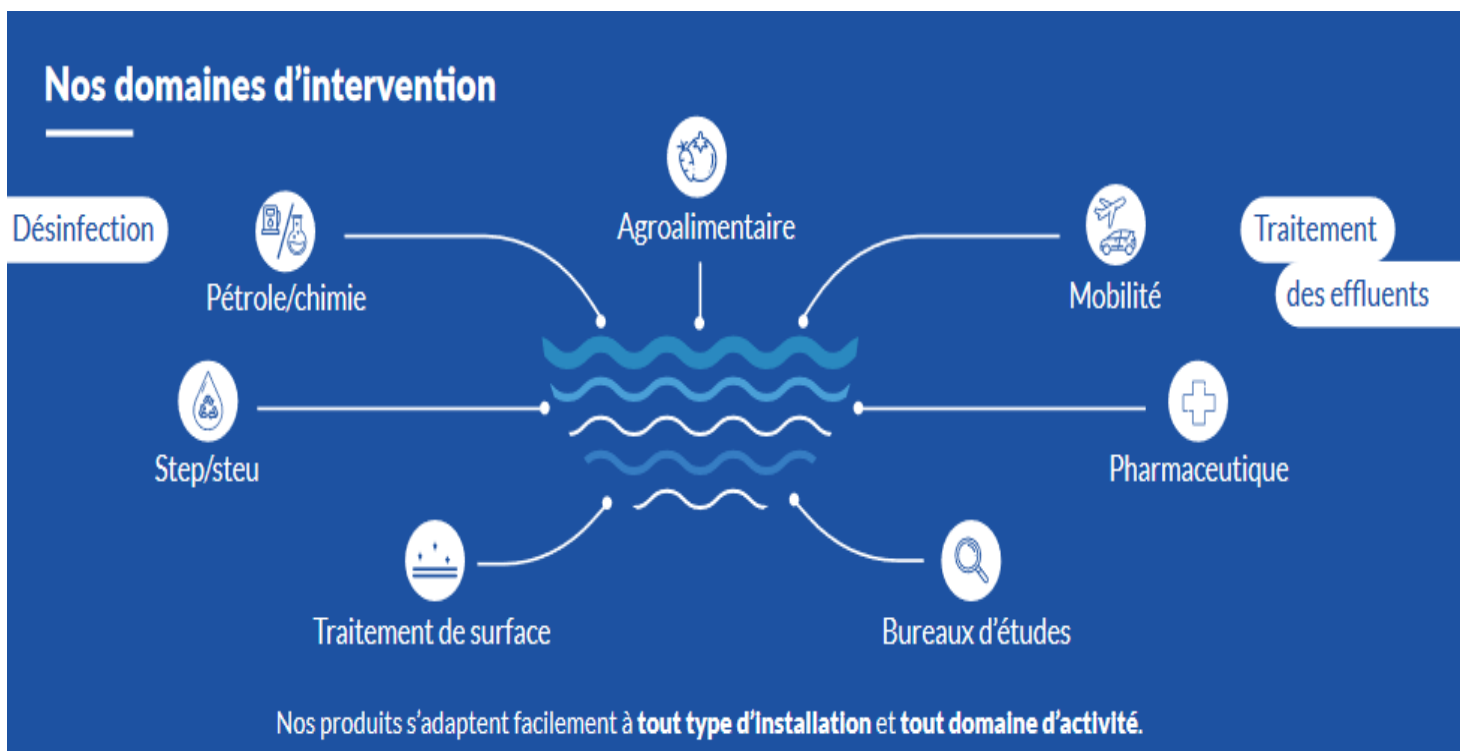 Nos domaines d'intervention
Agroalimentaire
Désinfection
Pétrole/chimie
Mobilité
Traitement
des effluents
Step/steu
Pharmaceutique
Traitement de surface
Bureaux d'études
Nos produits s'adaptent facilement à tout type d'installation et tout domaine d'activité.